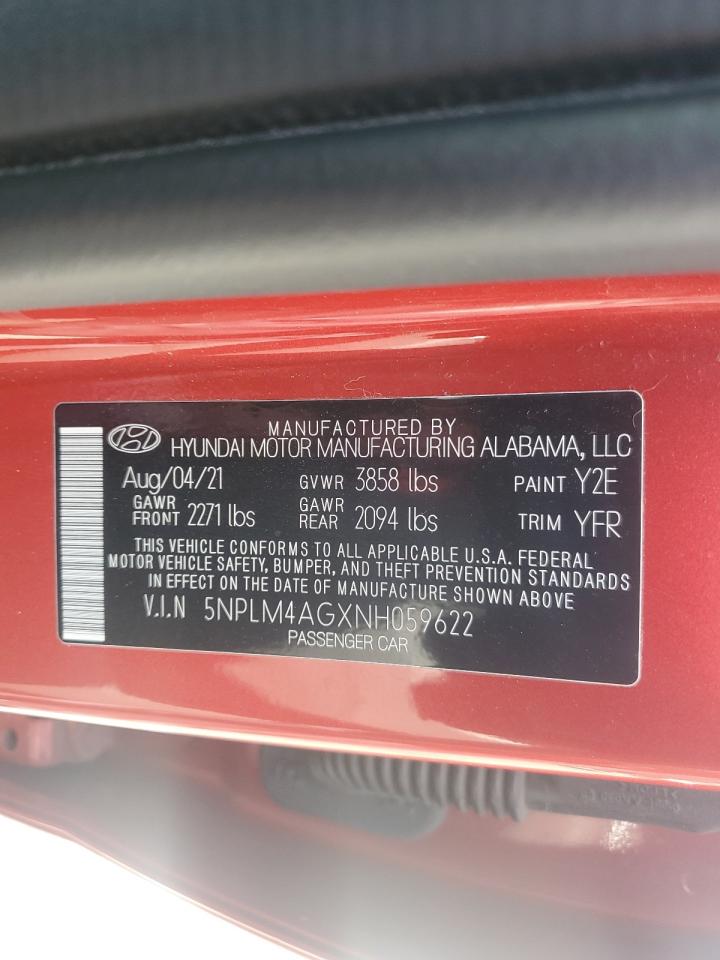 MANUFACTURED BY
HYUNDAI MOTOR MANUFACTURING ALABAMA, LLC
Aug/04/21 GVWR 3858 lbs PAINT Y2E
GAWR FRONT 2271 lbs GAWR REAR 2094 lbs TRIM YFR
THIS VEHICLE CONFORMS TO ALL APPLICABLE U.S.A. FEDERAL
MOTOR VEHICLE SAFETY, BUMPER, AND THEFT PREVENTION STANDARDS
IN EFFECT ON THE DATE OF MANUFACTURE SHOWN ABOVE
V.I.N 5NPLM4AGXNH059622
PASSENGER CAR